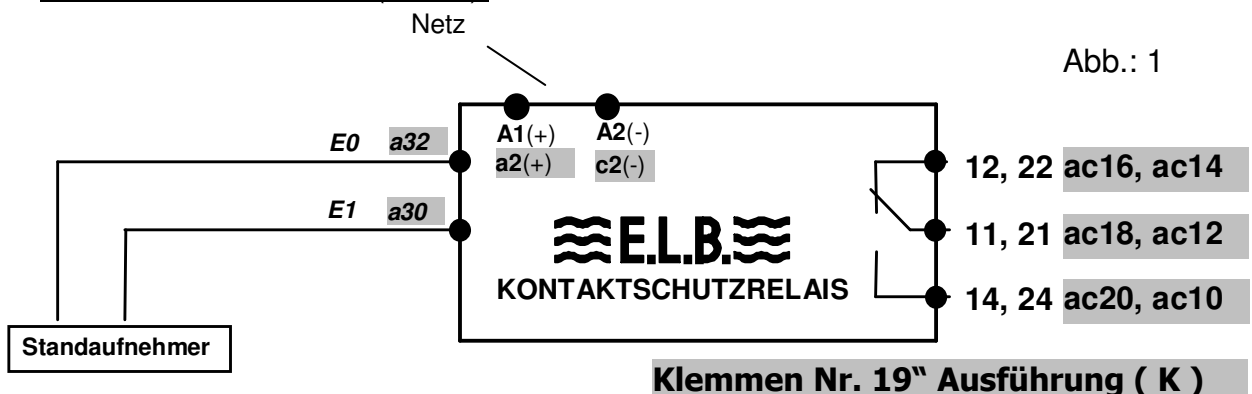 Netz
Abb.: 1
E0 a32
A1(+) A2(-)
a2(+) c2(-)
12, 22 ac16, ac14
E1 a30
E.L.B.
11, 21 ac18, ac12
KONTAKTSCHUTZRELAIS
14, 24 ac20, ac10
Standaufnehmer
Klemmen Nr. 19“ Ausführung ( K )